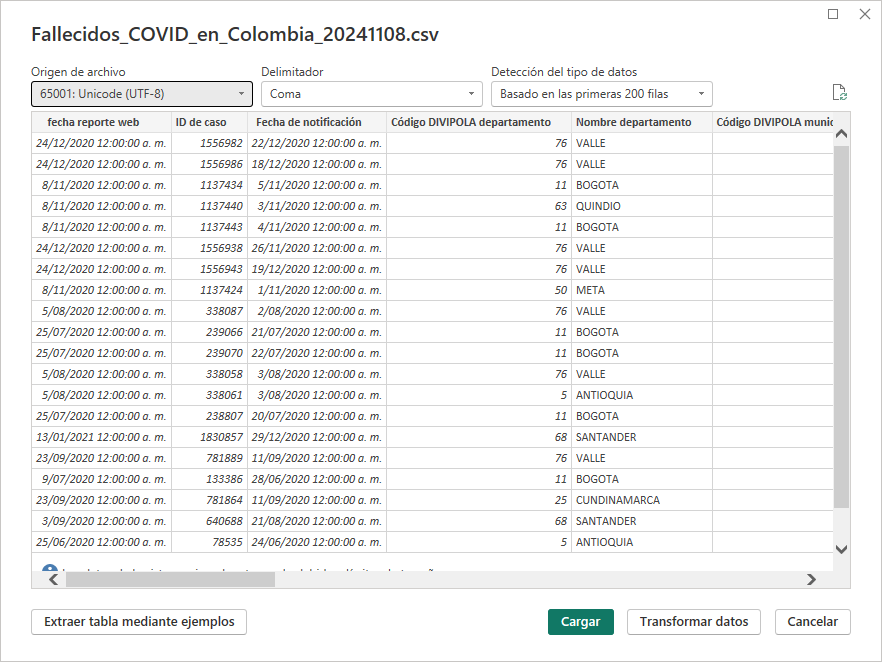 Fallecidos_COVID_en_Colombia_20241108.csv
Origen de archivo Delimitador Detección del tipo de datos
65001: Unicode (UTF-8) Coma Basado en las primeras 200 filas
fecha reporte web ID de caso Fecha de notificación Código DIVIPOLA departamento Nombre departamento Código DIVIPOLA munic
24/12/2020 12:00:00 a. m. 1556982 22/12/2020 12:00:00 a. m. 76 VALLE
24/12/2020 12:00:00 a. m. 1556986 18/12/2020 12:00:00 a. m. 76 VALLE
8/11/2020 12:00:00 a. m. 1137434 5/11/2020 12:00:00 a. m. 11 BOGOTA
8/11/2020 12:00:00 a. m. 1137440 3/11/2020 12:00:00 a. m. 63 QUINDIO
8/11/2020 12:00:00 a. m. 1137443 4/11/2020 12:00:00 a. m. 11 BOGOTA
24/12/2020 12:00:00 a. m. 1556938 26/11/2020 12:00:00 a. m. 76 VALLE
24/12/2020 12:00:00 a. m. 1556943 19/12/2020 12:00:00 a. m. 76 VALLE
8/11/2020 12:00:00 a. m. 1137424 1/11/2020 12:00:00 a. m. 50 META
5/08/2020 12:00:00 a. m. 338087 2/08/2020 12:00:00 a. m. 76 VALLE
25/07/2020 12:00:00 a. m. 239066 21/07/2020 12:00:00 a. m. 11 BOGOTA
25/07/2020 12:00:00 a. m. 239070 22/07/2020 12:00:00 a. m. 11 BOGOTA
5/08/2020 12:00:00 a. m. 338058 3/08/2020 12:00:00 a. m. 76 VALLE
5/08/2020 12:00:00 a. m. 338061 3/08/2020 12:00:00 a. m. 5 ANTIOQUIA
25/07/2020 12:00:00 a. m. 238807 20/07/2020 12:00:00 a. m. 11 BOGOTA
13/01/2021 12:00:00 a. m. 1830857 29/12/2020 12:00:00 a. m. 68 SANTANDER
23/09/2020 12:00:00 a. m. 781889 11/09/2020 12:00:00 a. m. 76 VALLE
9/07/2020 12:00:00 a. m. 133386 28/06/2020 12:00:00 a. m. 11 BOGOTA
23/09/2020 12:00:00 a. m. 781864 11/09/2020 12:00:00 a. m. 25 CUNDINAMARCA
3/09/2020 12:00:00 a. m. 640688 21/08/2020 12:00:00 a. m. 68 SANTANDER
25/06/2020 12:00:00 a. m. 78535 24/06/2020 12:00:00 a. m. 5 ANTIOQUIA
Extraer tabla mediante ejemplos Cargar Transformar datos Cancelar